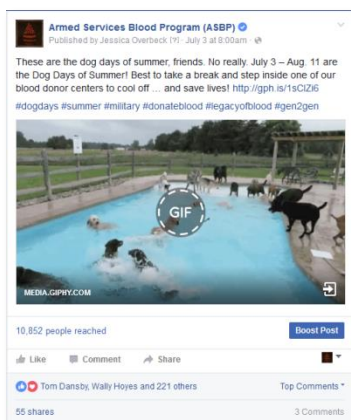 Armed Services Blood Program (ASBP)
Published by Jessica Overbeck [?] · July 3 at 8:00am ·
These are the dog days of summer, friends. No really. July 3 – Aug. 11 are
the Dog Days of Summer! Best to take a break and step inside one of our
blood donor centers to cool off ... and save lives! http://gph.is/1sClZi6
#dogdays #summer #military #donateblood #legacyofblood #gen2gen
GIF
MEDIA.GIPHY.COM
10,852 people reached
Boost Post
Like Comment Share
Tom Dansby, Wally Hoyes and 221 others
Top Comments
55 shares
3 Comments